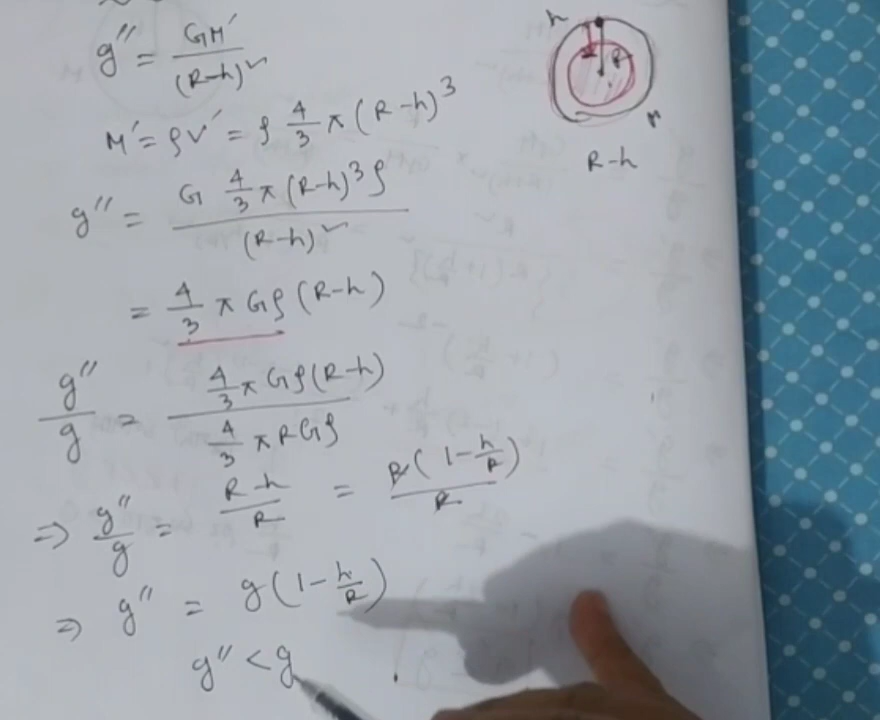 g'' = GM' / (R-h)²
M' = ρV' = ρ 4/3 π (R-h)³
g'' = G 4/3 π (R-h)³ ρ / (R-h)²
= 4/3 π Gρ (R-h)
g''/g = 4/3 π Gρ (R-h) / 4/3 π R Gρ
⇒ g''/g = R-h / R = R(1 - h/R) / R
⇒ g'' = g(1 - h/R)
g'' < g
h
R
M
R-h